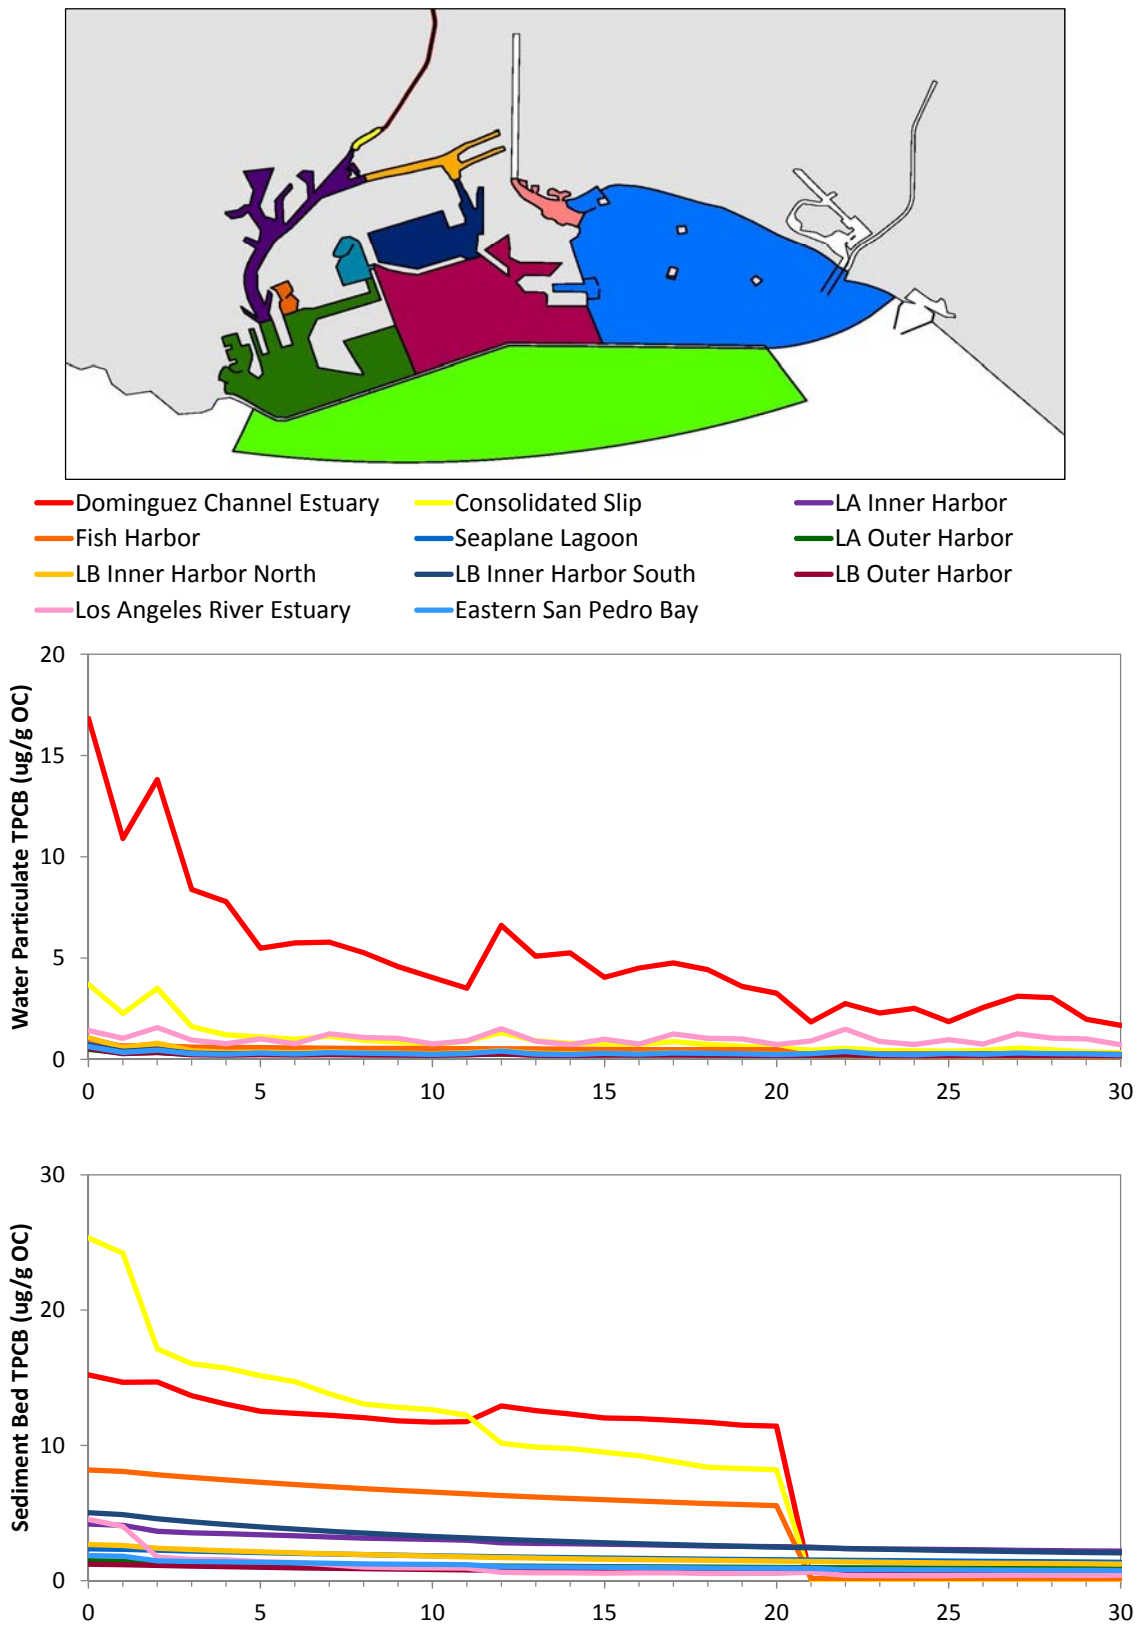 Dominguez Channel Estuary Consolidated Slip LA Inner Harbor
Fish Harbor Seaplane Lagoon LA Outer Harbor
LB Inner Harbor North LB Inner Harbor South LB Outer Harbor
Los Angeles River Estuary Eastern San Pedro Bay
Water Particulate TPCB (ug/g OC)
20
15
10
5
0
0 5 10 15 20 25 30
Sediment Bed TPCB (ug/g OC)
30
20
10
0
0 5 10 15 20 25 30